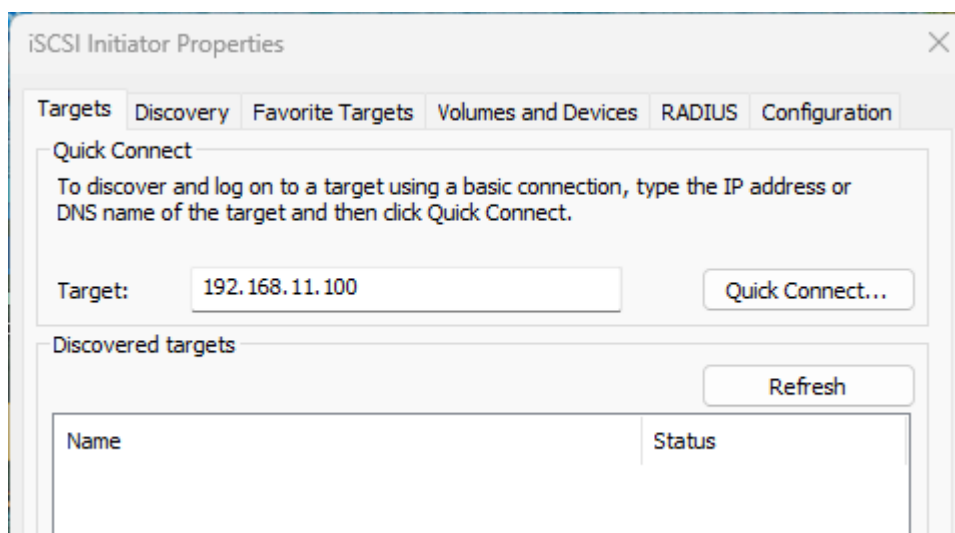 iSCSI Initiator Properties
Targets Discovery Favorite Targets Volumes and Devices RADIUS Configuration
Quick Connect
To discover and log on to a target using a basic connection, type the IP address or
DNS name of the target and then click Quick Connect.
Target: 192.168.11.100 Quick Connect...
Discovered targets
Refresh
Name Status